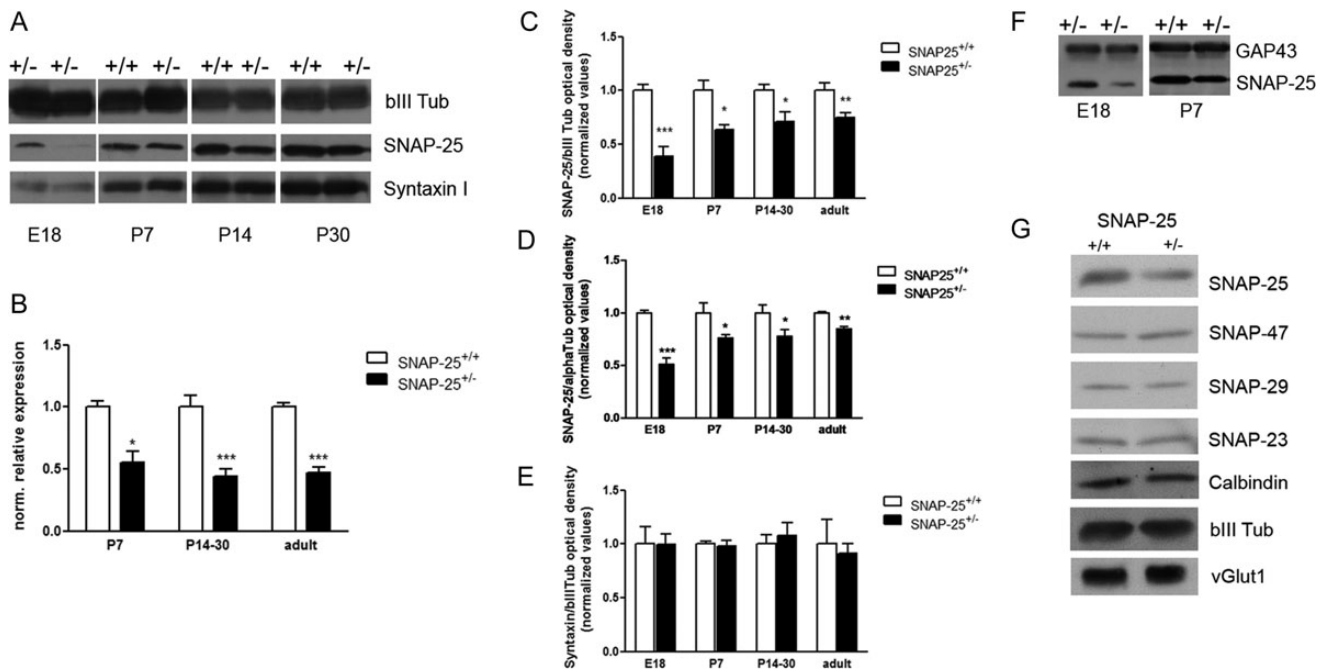 A
+/- +/- +/+ +/- +/+ +/- +/+ +/-
bIII Tub
SNAP-25
Syntaxin I
E18 P7 P14 P30
B
norm. relative expression
1.5
1.0
0.5
0.0
* *** ***
P7 P14-30 adult
SNAP-25+/+
SNAP-25+/-
C
SNAP-25/bIII Tub optical density
(normalized values)
1.5
1.0
0.5
0.0
*** * * **
E18 P7 P14-30 adult
SNAP25+/+
SNAP25+/-
D
SNAP-25/alphaTub optical density
(normalized values)
1.5
1.0
0.5
0.0
*** * * **
E18 P7 P14-30 adult
SNAP25+/+
SNAP25+/-
E
Syntaxin/bIIITub optical density
(normalized values)
1.5
1.0
0.5
0.0
E18 P7 P14-30 adult
SNAP-25+/+
SNAP-25+/-
F
+/- +/- +/+ +/-
GAP43
SNAP-25
E18 P7
G
SNAP-25
+/+ +/-
SNAP-25
SNAP-47
SNAP-29
SNAP-23
Calbindin
bIII Tub
vGlut1